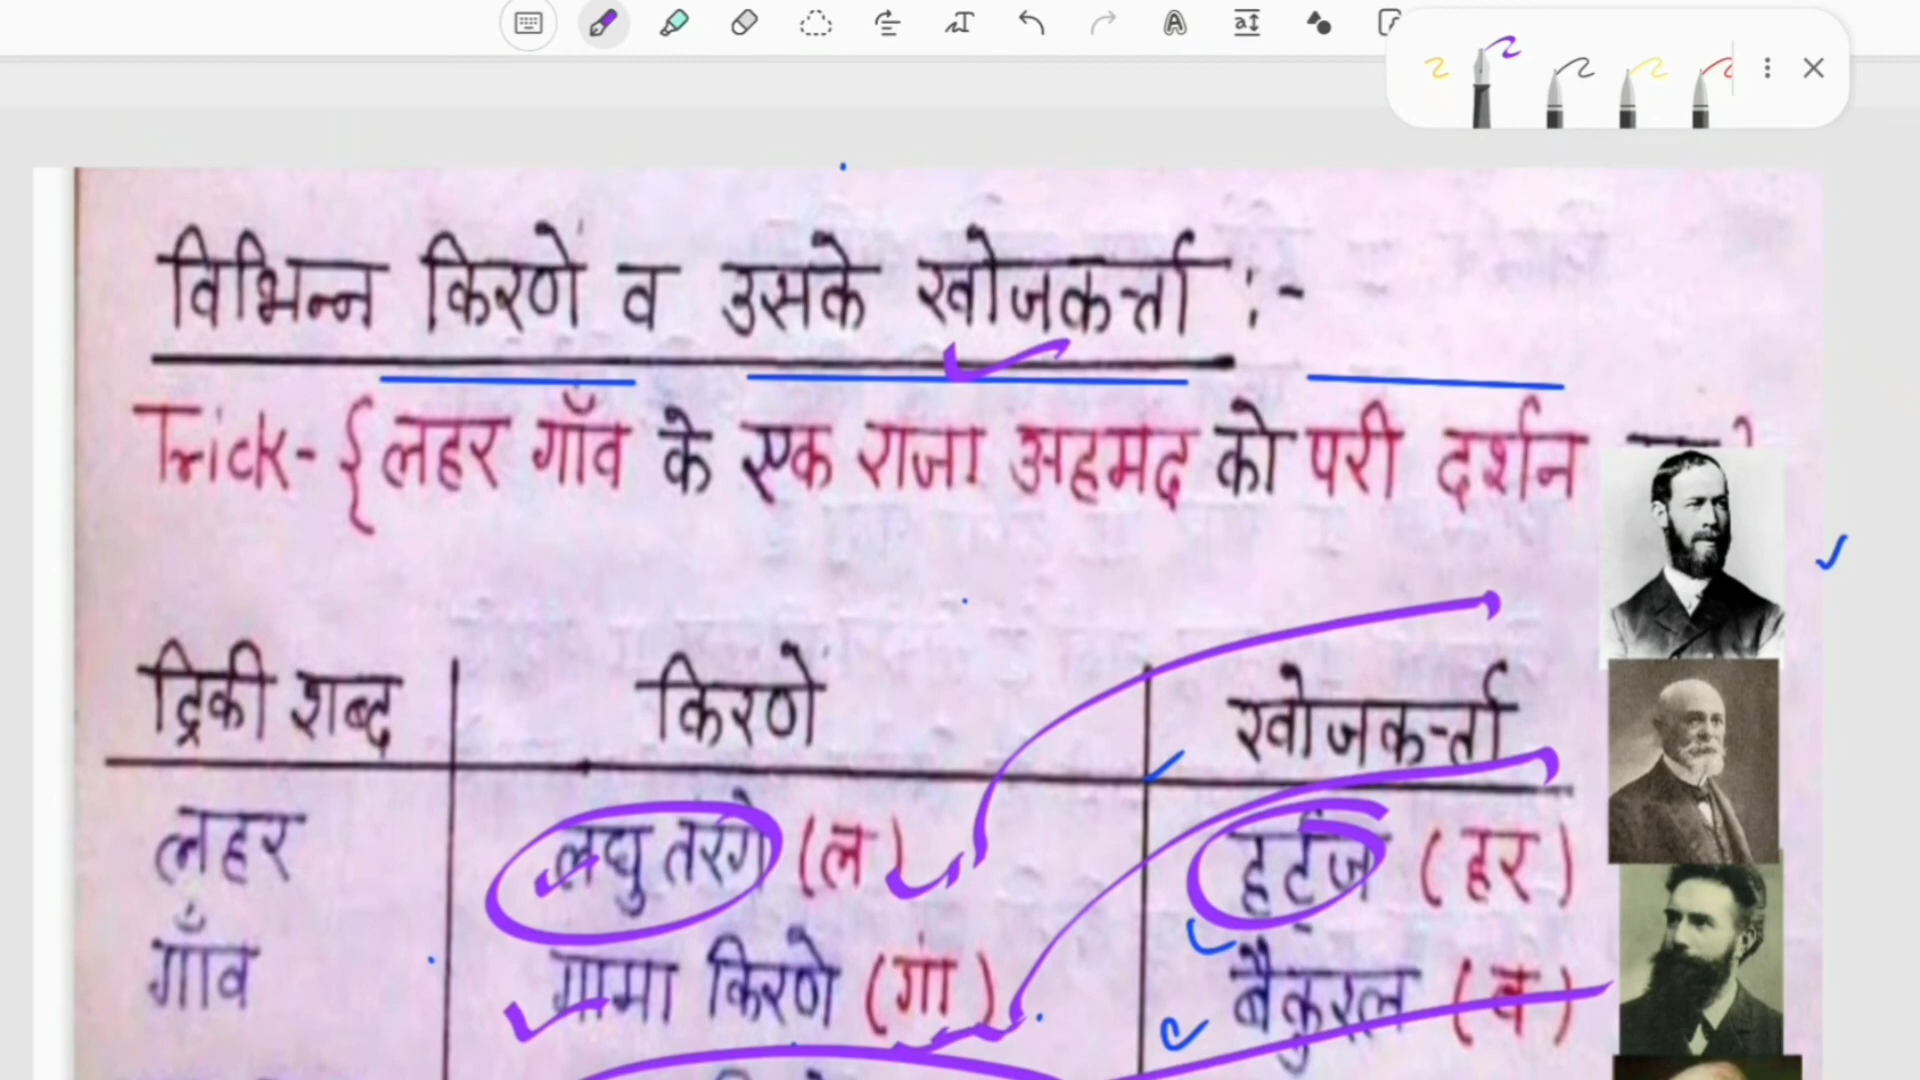 विभिन्न किरणें व उसके खोजकर्त्ता :-
Trick- { लहर गाँव के एक राजा अहमद को परी दर्शन
ट्रिकी शब्द किरणें खोजकर्त्ता
लहर लघु तरंगे (ल) हर्ट्ज (हर)
गाँव गामा किरणे (गा) बैकुरल (व)